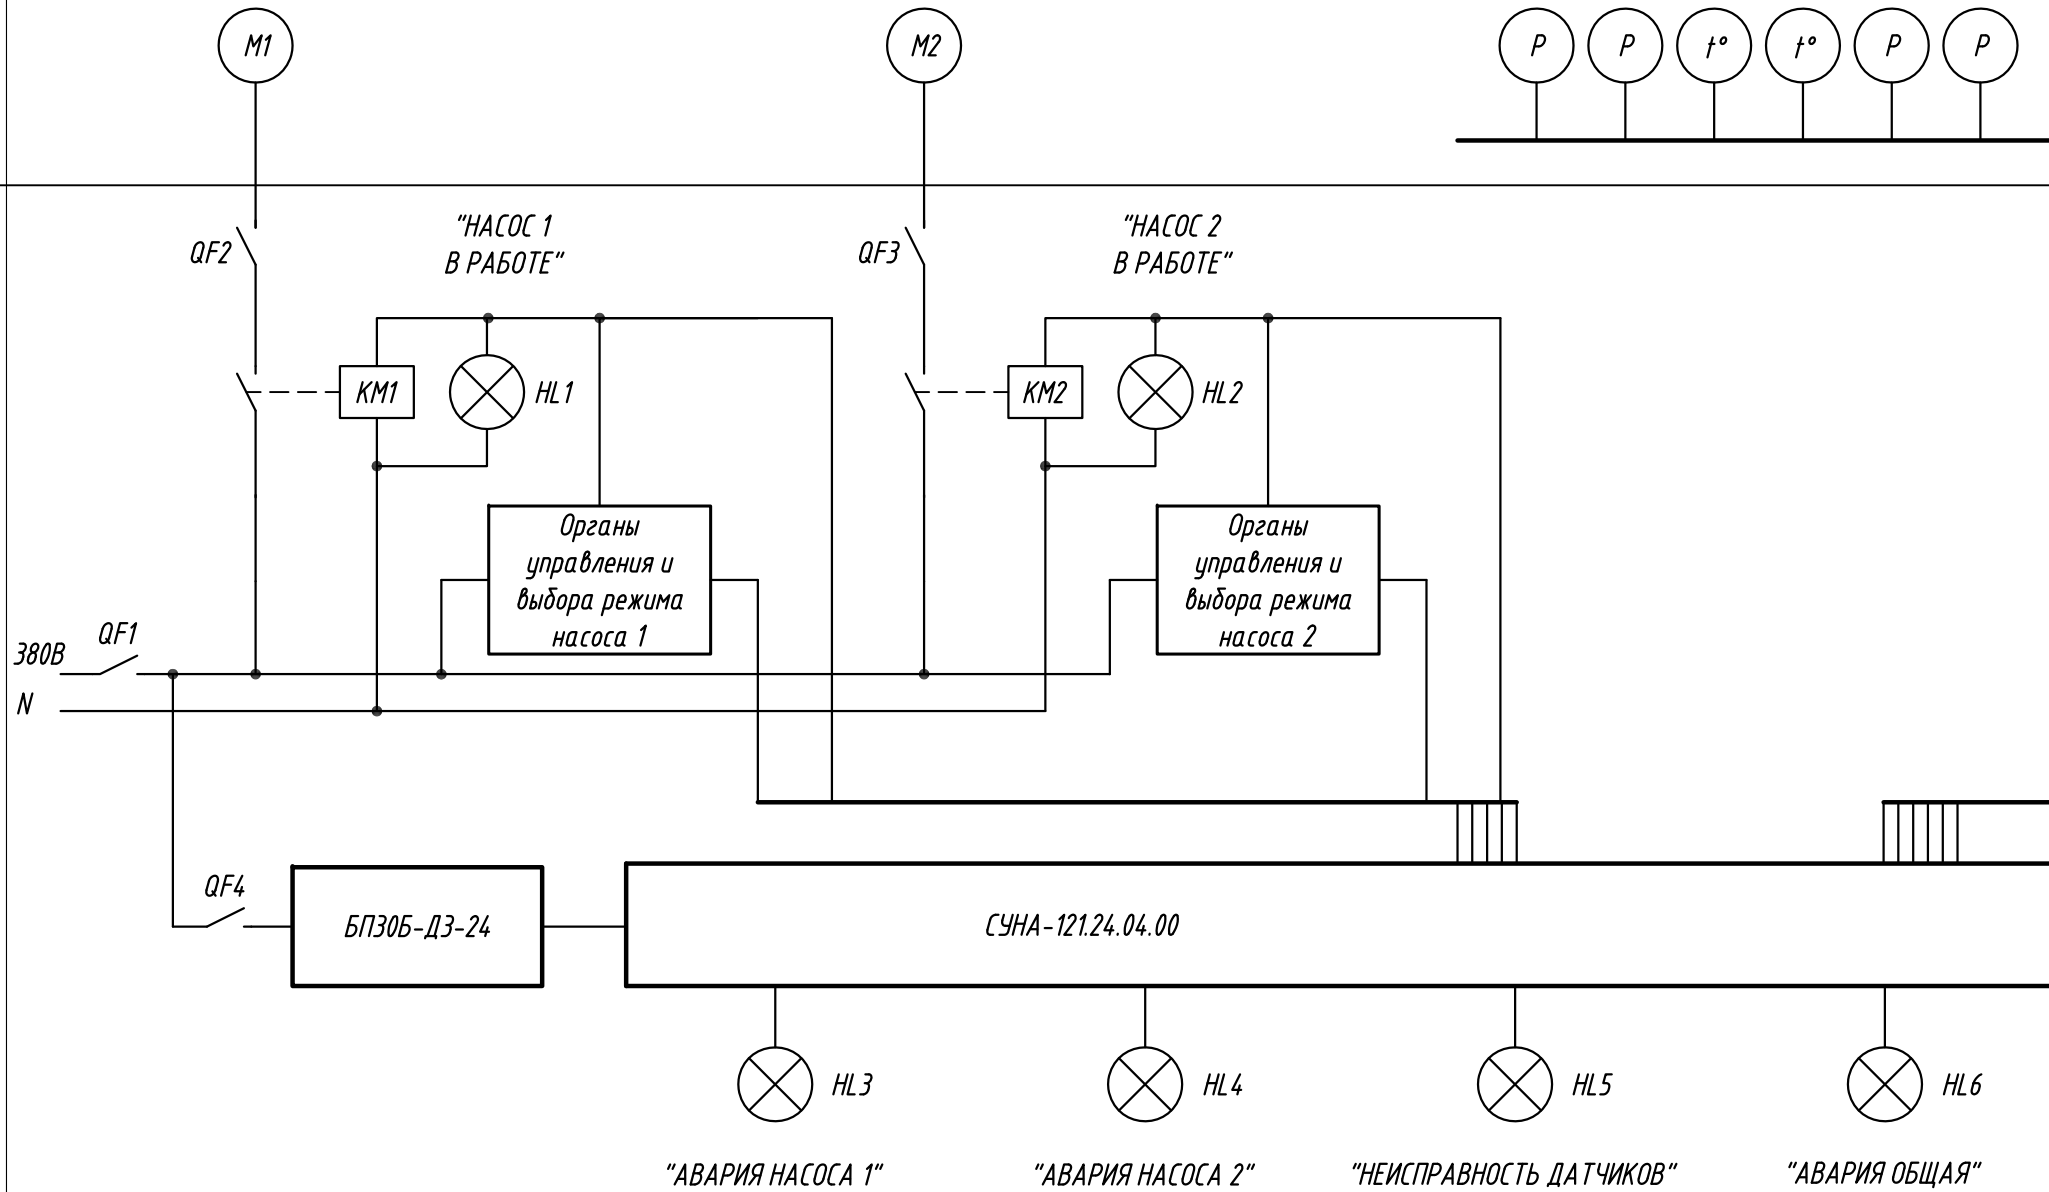 M1
M2
P
P
t°
t°
P
P
"НАСОС 1
В РАБОТЕ"
"НАСОС 2
В РАБОТЕ"
QF2
QF3
KM1
HL1
KM2
HL2
Органы
управления и
выбора режима
насоса 1
Органы
управления и
выбора режима
насоса 2
QF1
380В
N
QF4
БП30Б-Д3-24
СУНА-121.24.04.00
HL3
HL4
HL5
HL6
"АВАРИЯ НАСОСА 1"
"АВАРИЯ НАСОСА 2"
"НЕИСПРАВНОСТЬ ДАТЧИКОВ"
"АВАРИЯ ОБЩАЯ"